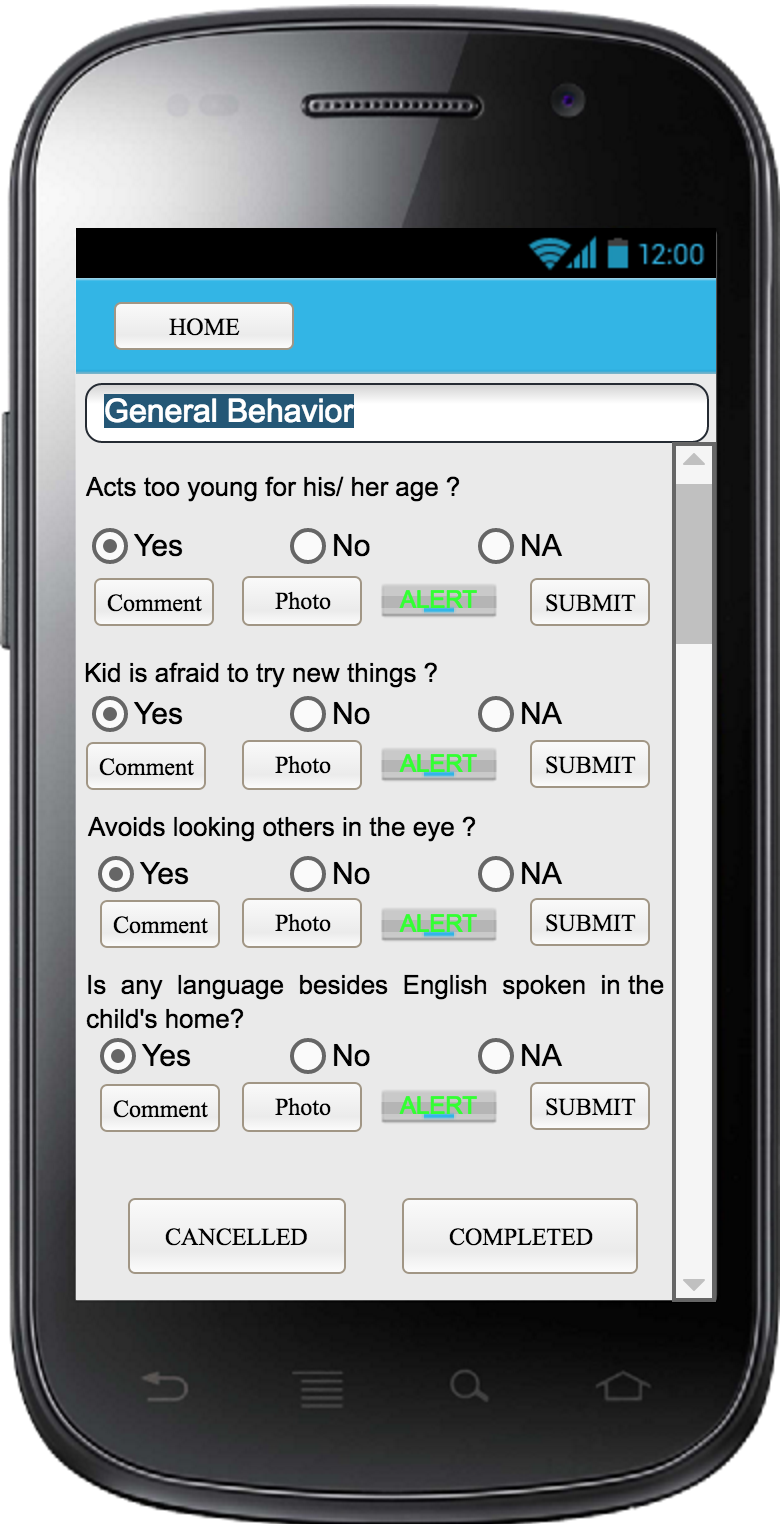 12:00
HOME
General Behavior
Acts too young for his/ her age ?
Yes No NA
Comment Photo ALERT SUBMIT
Kid is afraid to try new things ?
Yes No NA
Comment Photo ALERT SUBMIT
Avoids looking others in the eye ?
Yes No NA
Comment Photo ALERT SUBMIT
Is any language besides English spoken in the
child's home?
Yes No NA
Comment Photo ALERT SUBMIT
CANCELLED COMPLETED